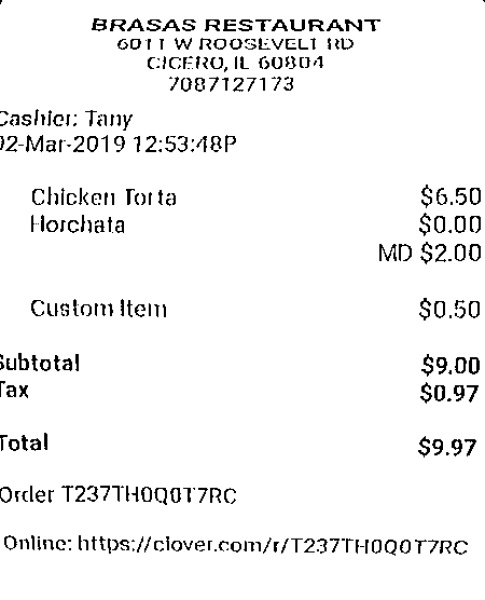 BRASAS RESTAURANT
6011 W ROOSEVELT RD
CICERO, IL 60804
7087127173
Cashier: Tany
02-Mar-2019 12:53:48P
Chicken Torta $6.50
Horchata $0.00
MD $2.00
Custom Item $0.50
Subtotal $9.00
Tax $0.97
Total $9.97
Order T237TH0Q0T7RC
Online: https://clover.com/r/T237TH0Q0T7RC